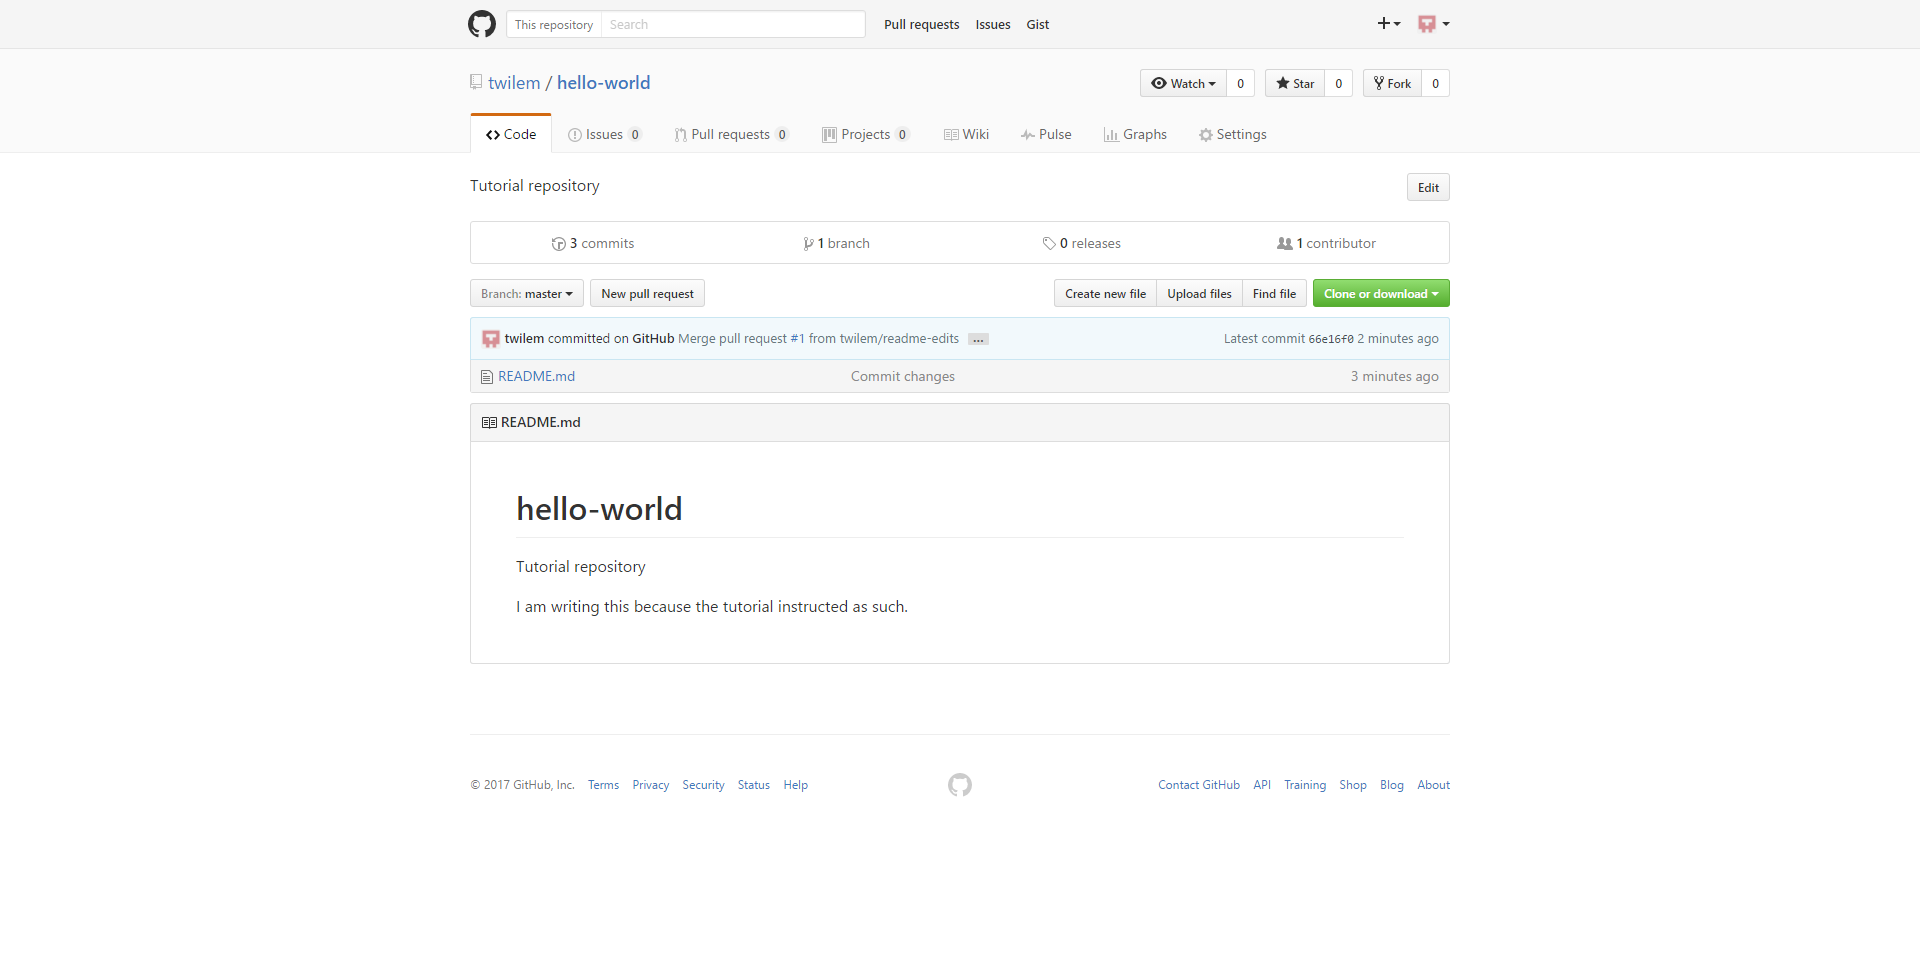 This repository Search Pull requests Issues Gist
twilem / hello-world Watch 0 Star 0 Fork 0
Code Issues 0 Pull requests 0 Projects 0 Wiki Pulse Graphs Settings
Tutorial repository Edit
3 commits 1 branch 0 releases 1 contributor
Branch: master New pull request Create new file Upload files Find file Clone or download
twilem committed on GitHub Merge pull request #1 from twilem/readme-edits … Latest commit 66e16f0 2 minutes ago
README.md Commit changes 3 minutes ago
README.md
hello-world
Tutorial repository
I am writing this because the tutorial instructed as such.
© 2017 GitHub, Inc. Terms Privacy Security Status Help Contact GitHub API Training Shop Blog About